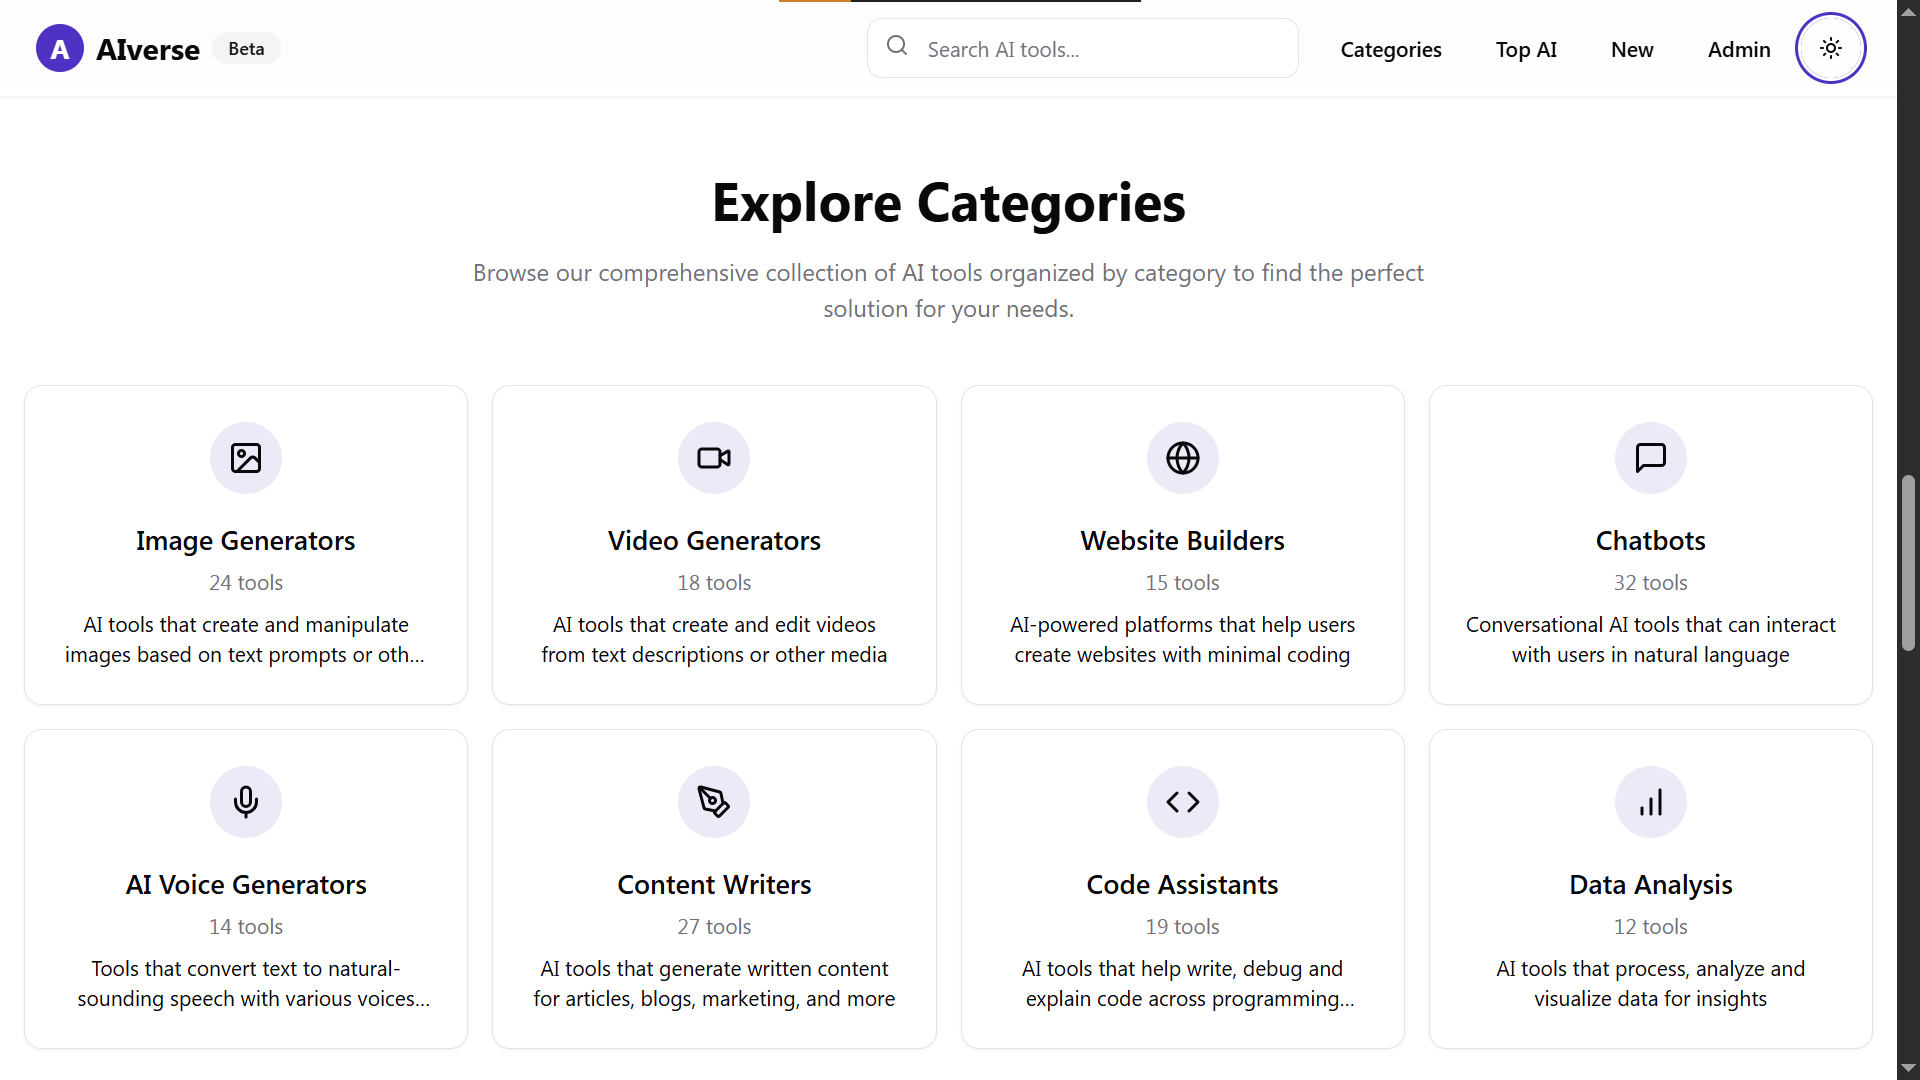 A AIverse Beta
Search AI tools...
Categories Top AI New Admin
Explore Categories
Browse our comprehensive collection of AI tools organized by category to find the perfect
solution for your needs.
Image Generators
24 tools
AI tools that create and manipulate
images based on text prompts or oth...
Video Generators
18 tools
AI tools that create and edit videos
from text descriptions or other media
Website Builders
15 tools
AI-powered platforms that help users
create websites with minimal coding
Chatbots
32 tools
Conversational AI tools that can interact
with users in natural language
AI Voice Generators
14 tools
Tools that convert text to natural-
sounding speech with various voices...
Content Writers
27 tools
AI tools that generate written content
for articles, blogs, marketing, and more
Code Assistants
19 tools
AI tools that help write, debug and
explain code across programming...
Data Analysis
12 tools
AI tools that process, analyze and
visualize data for insights